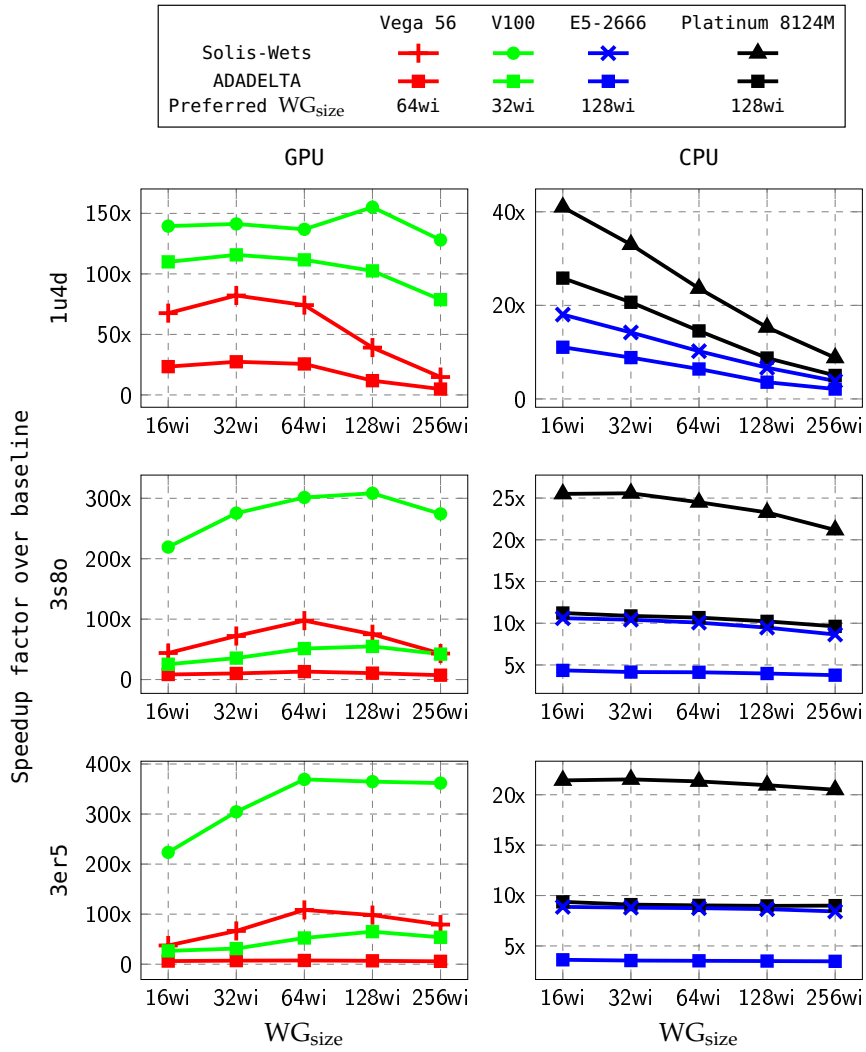 Vega 56 V100 E5-2666 Platinum 8124M
Solis-Wets
ADADELTA
Preferred WGsize 64wi 32wi 128wi 128wi
GPU CPU
Speedup factor over baseline
1u4d
150x
100x
50x
0
16wi 32wi 64wi 128wi 256wi
40x
20x
0
16wi 32wi 64wi 128wi 256wi
3s8o
300x
200x
100x
0
16wi 32wi 64wi 128wi 256wi
25x
20x
15x
10x
5x
16wi 32wi 64wi 128wi 256wi
3er5
400x
300x
200x
100x
0
16wi 32wi 64wi 128wi 256wi
20x
15x
10x
5x
16wi 32wi 64wi 128wi 256wi
WGsize WGsize